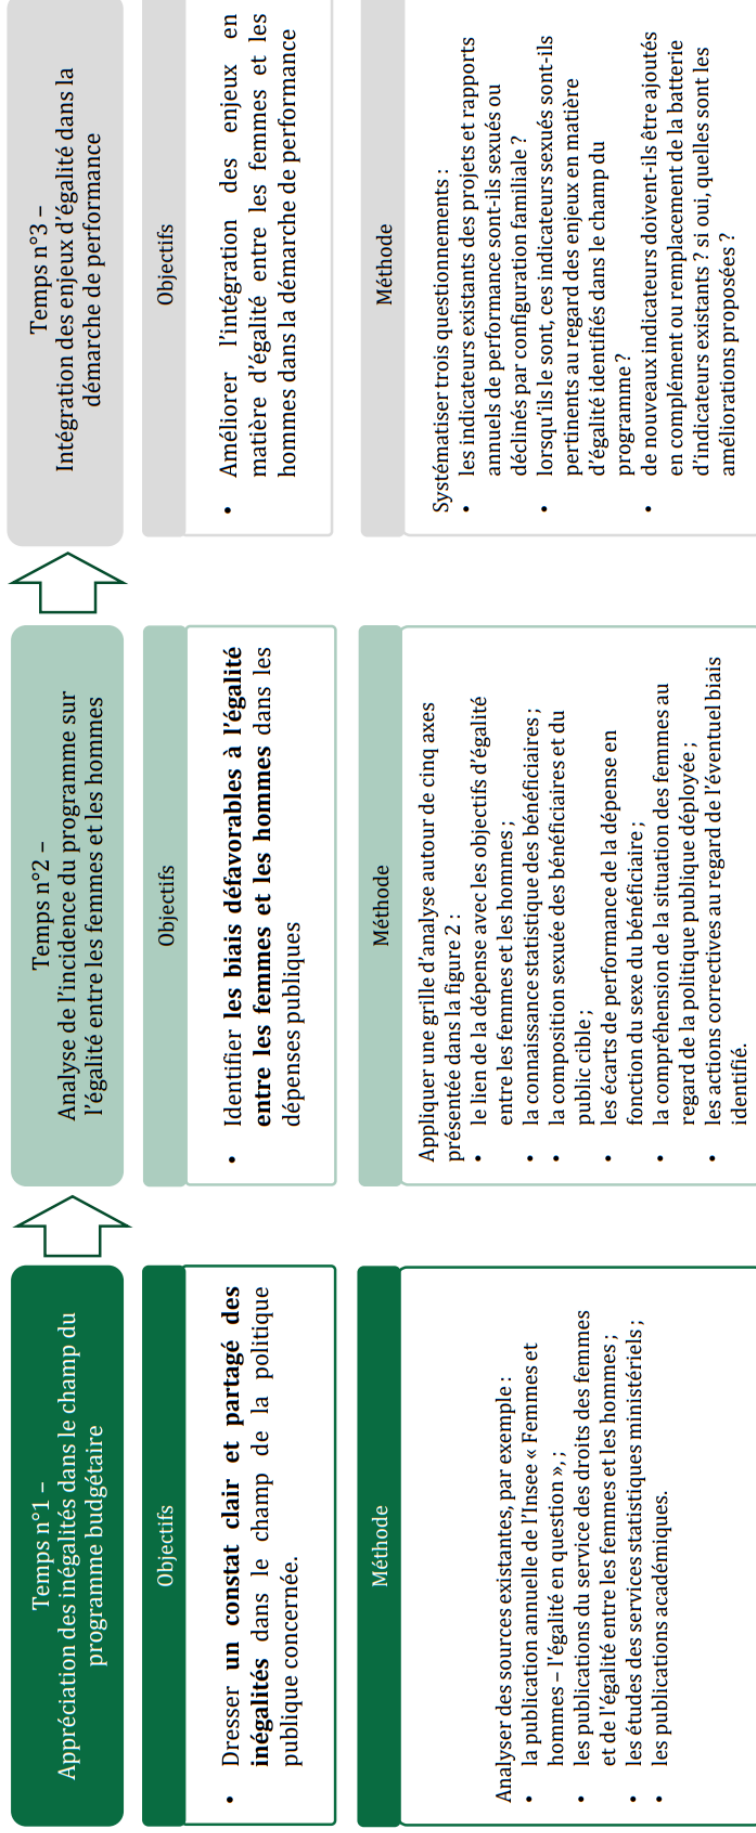 Temps n°1 –
Appréciation des inégalités dans le champ du
programme budgétaire
Objectifs
• Dresser un constat clair et partagé des
inégalités dans le champ de la politique
publique concernée.
Méthode
Analyser des sources existantes, par exemple :
• la publication annuelle de l'Insee « Femmes et
hommes – l'égalité en question », ;
• les publications du service des droits des femmes
et de l'égalité entre les femmes et les hommes ;
• les études des services statistiques ministériels ;
• les publications académiques.
Temps n°2 –
Analyse de l'incidence du programme sur
l'égalité entre les femmes et les hommes
Objectifs
• Identifier les biais défavorables à l'égalité
entre les femmes et les hommes dans les
dépenses publiques
Méthode
Appliquer une grille d'analyse autour de cinq axes
présentée dans la figure 2 :
• le lien de la dépense avec les objectifs d'égalité
entre les femmes et les hommes ;
• la connaissance statistique des bénéficiaires ;
• la composition sexuée des bénéficiaires et du
public cible ;
• les écarts de performance de la dépense en
fonction du sexe du bénéficiaire ;
• la compréhension de la situation des femmes au
regard de la politique publique déployée ;
• les actions correctives au regard de l'éventuel biais
identifié.
Temps n°3 –
Intégration des enjeux d'égalité dans la
démarche de performance
Objectifs
• Améliorer l'intégration des enjeux en
matière d'égalité entre les femmes et les
hommes dans la démarche de performance
Méthode
Systématiser trois questionnements :
• les indicateurs existants des projets et rapports
annuels de performance sont-ils sexués ou
déclinés par configuration familiale ?
• lorsqu'ils le sont, ces indicateurs sexués sont-ils
pertinents au regard des enjeux en matière
d'égalité identifiés dans le champ du
programme ?
• de nouveaux indicateurs doivent-ils être ajoutés
en complément ou remplacement de la batterie
d'indicateurs existants ? si oui, quelles sont les
améliorations proposées ?